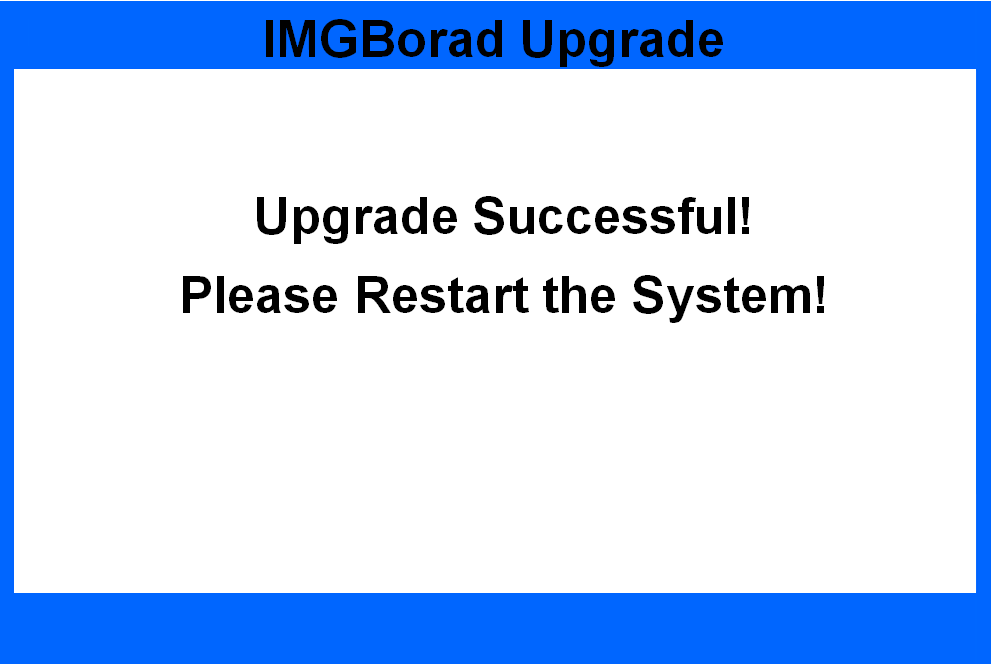 IMGBorad Upgrade
Upgrade Successful!
Please Restart the System!